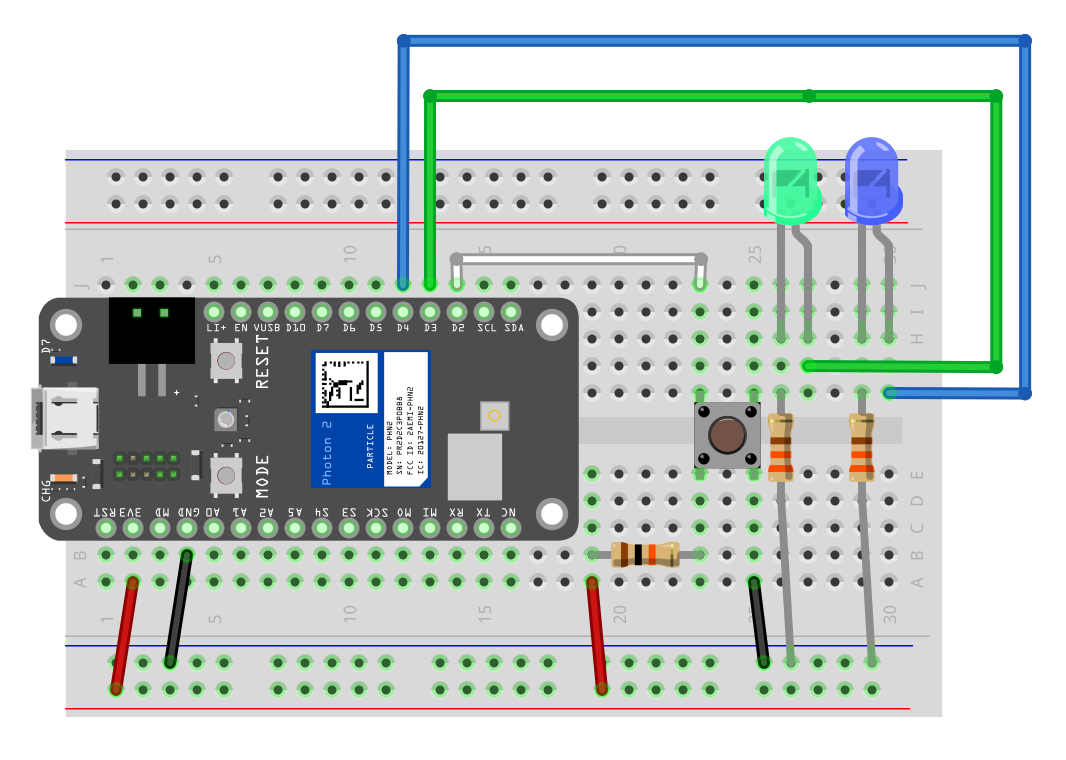 1
5
10
15
20
25
30
J
J
I
H
LI+ EN VUSB D10 D7 D6 D5 D4 D3 D2 SCL SDA
D7
RESET
+
Photon 2
PARTICLE
MODEL: PHN2
FCC ID: 2AEMI-PHN2
IC: 20127-PHN2
MODE
CHG
RST 3V3 MD GND A0 A1 A2 A5 S4 S3 SCK MO MI RX TX NC
E
D
C
B
B
A
A
1
5
10
15
20
25
30